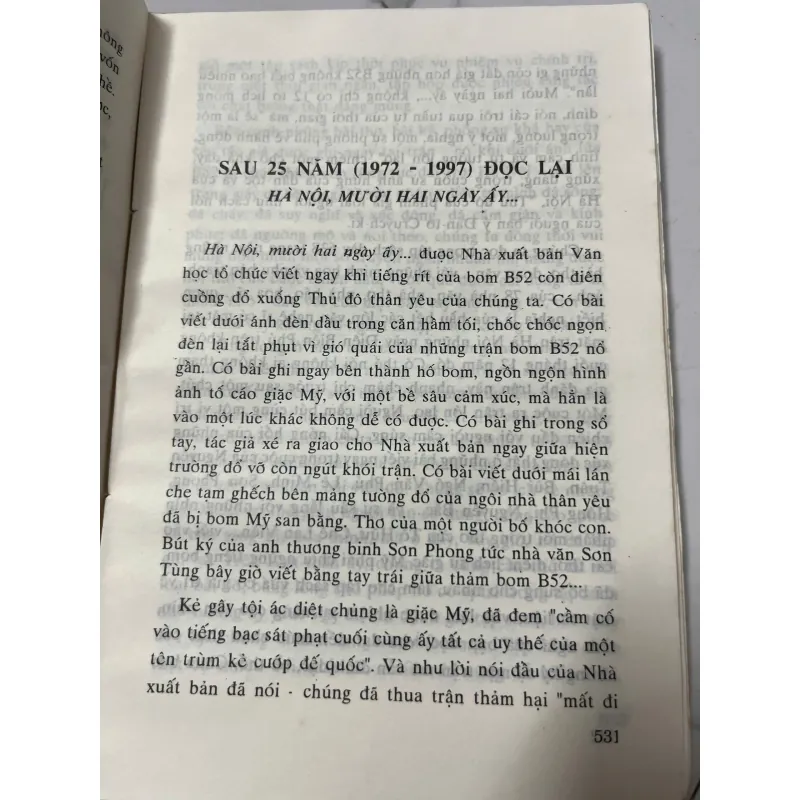 ông
vốn
hề.
ộc,
SAU 25 NĂM (1972 - 1997) ĐỌC LẠI
HÀ NỘI, MƯỜI HAI NGÀY ẤY...
Hà Nội, mười hai ngày ấy... được Nhà xuất bản Văn
học tổ chức viết ngay khi tiếng rít của bom B52 còn điên
cuồng đổ xuống Thủ đô thân yêu của chúng ta. Có bài
viết dưới ánh đèn dầu trong căn hầm tối, chốc chốc ngọn
đèn lại tắt phụt vì gió quái của những trận bom B52 nổ
gần. Có bài ghi ngay bên thành hố bom, ngồn ngộn hình
ảnh tố cáo giặc Mỹ, với một bề sâu cảm xúc, mà hẳn là
vào một lúc khác không dễ có được. Có bài ghi trong sổ
tay, tác giả xé ra giao cho Nhà xuất bản ngay giữa hiện
trường đổ vỡ còn ngút khói trận. Có bài viết dưới mái lán
che tạm ghếch bên mảng tường đổ của ngôi nhà thân yêu
đã bị bom Mỹ san bằng. Thơ của một người bố khóc con.
Bút ký của anh thương binh Sơn Phong tức nhà văn Sơn
Tùng bây giờ viết bằng tay trái giữa thảm bom B52...
Kẻ gây tội ác diệt chủng là giặc Mỹ, đã đem "cầm cố
vào tiếng bạc sát phạt cuối cùng ấy tất cả uy thế của một
tên trùm kẻ cướp đế quốc". Và như lời nói đầu của Nhà
xuất bản đã nói - chúng đã thua trận thảm hại "mất đi
531